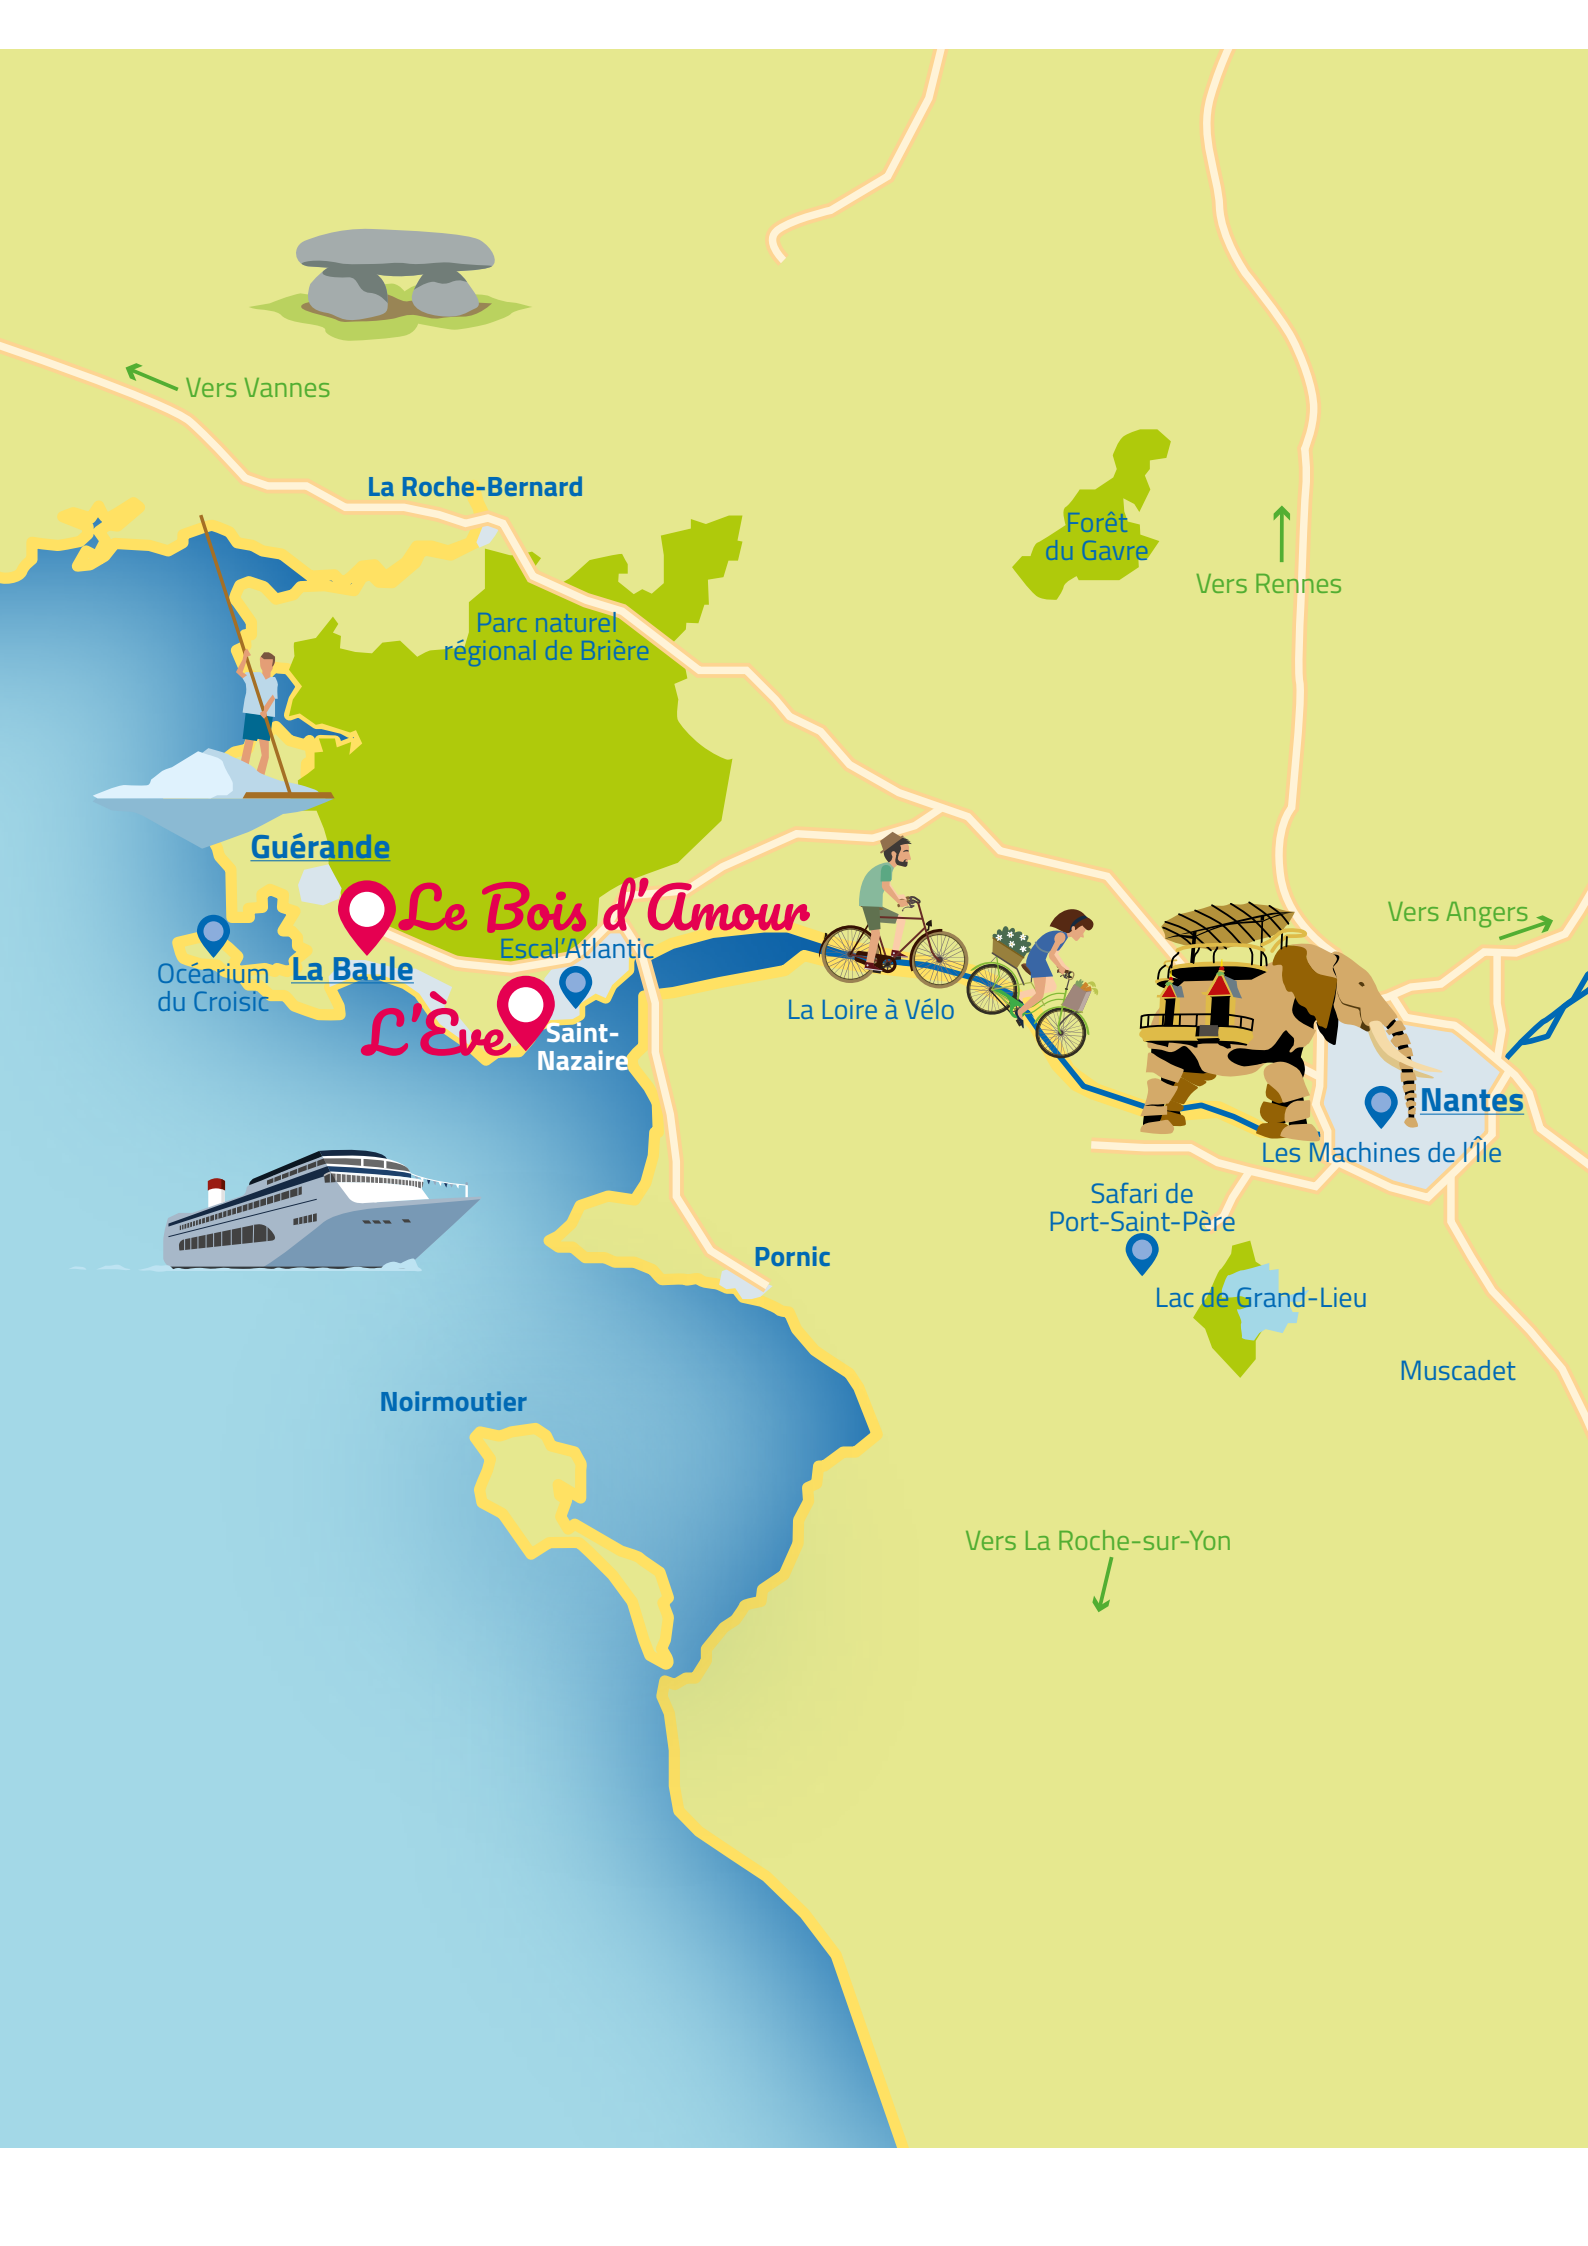 Vers Vannes
La Roche-Bernard
Forêt
du Gavre
Vers Rennes
Parc naturel
régional de Brière
Guérande
Le Bois d'Amour
Vers Angers
Escal'Atlantic
Océarium
du Croisic
La Baule
La Loire à Vélo
L'Ève
Saint-
Nazaire
Nantes
Les Machines de l'Île
Safari de
Port-Saint-Père
Pornic
Lac de Grand-Lieu
Muscadet
Noirmoutier
Vers La Roche-sur-Yon